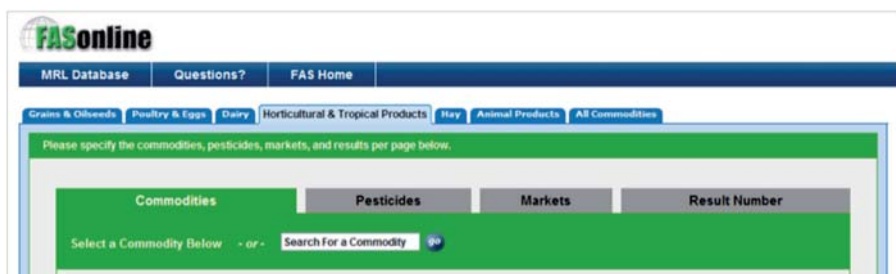 FASonline
MRL Database Questions? FAS Home
Grains & Oilseeds Poultry & Eggs Dairy Horticultural & Tropical Products Hay Animal Products All Commodities
Please specify the commodities, pesticides, markets, and results per page below.
Commodities Pesticides Markets Result Number
Select a Commodity Below - or - Search For a Commodity go